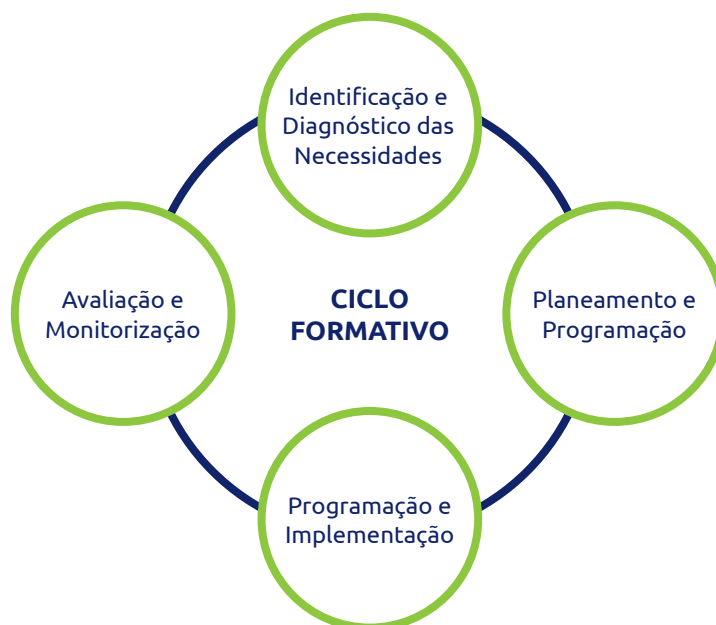 Identificação e
Diagnóstico das
Necessidades
Avaliação e
Monitorização
CICLO
FORMATIVO
Planeamento e
Programação
Programação e
Implementação